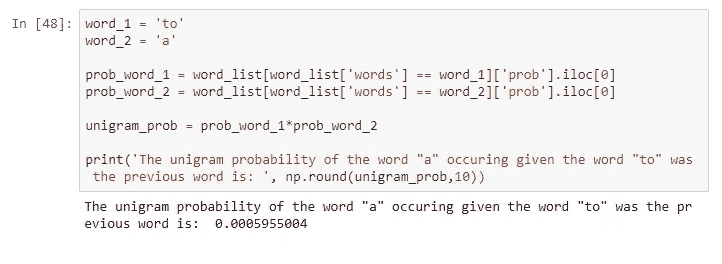 In [48]: word_1 = 'to'
word_2 = 'a'
prob_word_1 = word_list[word_list['words'] == word_1]['prob'].iloc[0]
prob_word_2 = word_list[word_list['words'] == word_2]['prob'].iloc[0]
unigram_prob = prob_word_1*prob_word_2
print('The unigram probability of the word "a" occuring given the word "to" was
the previous word is: ', np.round(unigram_prob,10))
The unigram probability of the word "a" occuring given the word "to" was the pr
evious word is:  0.0005955004